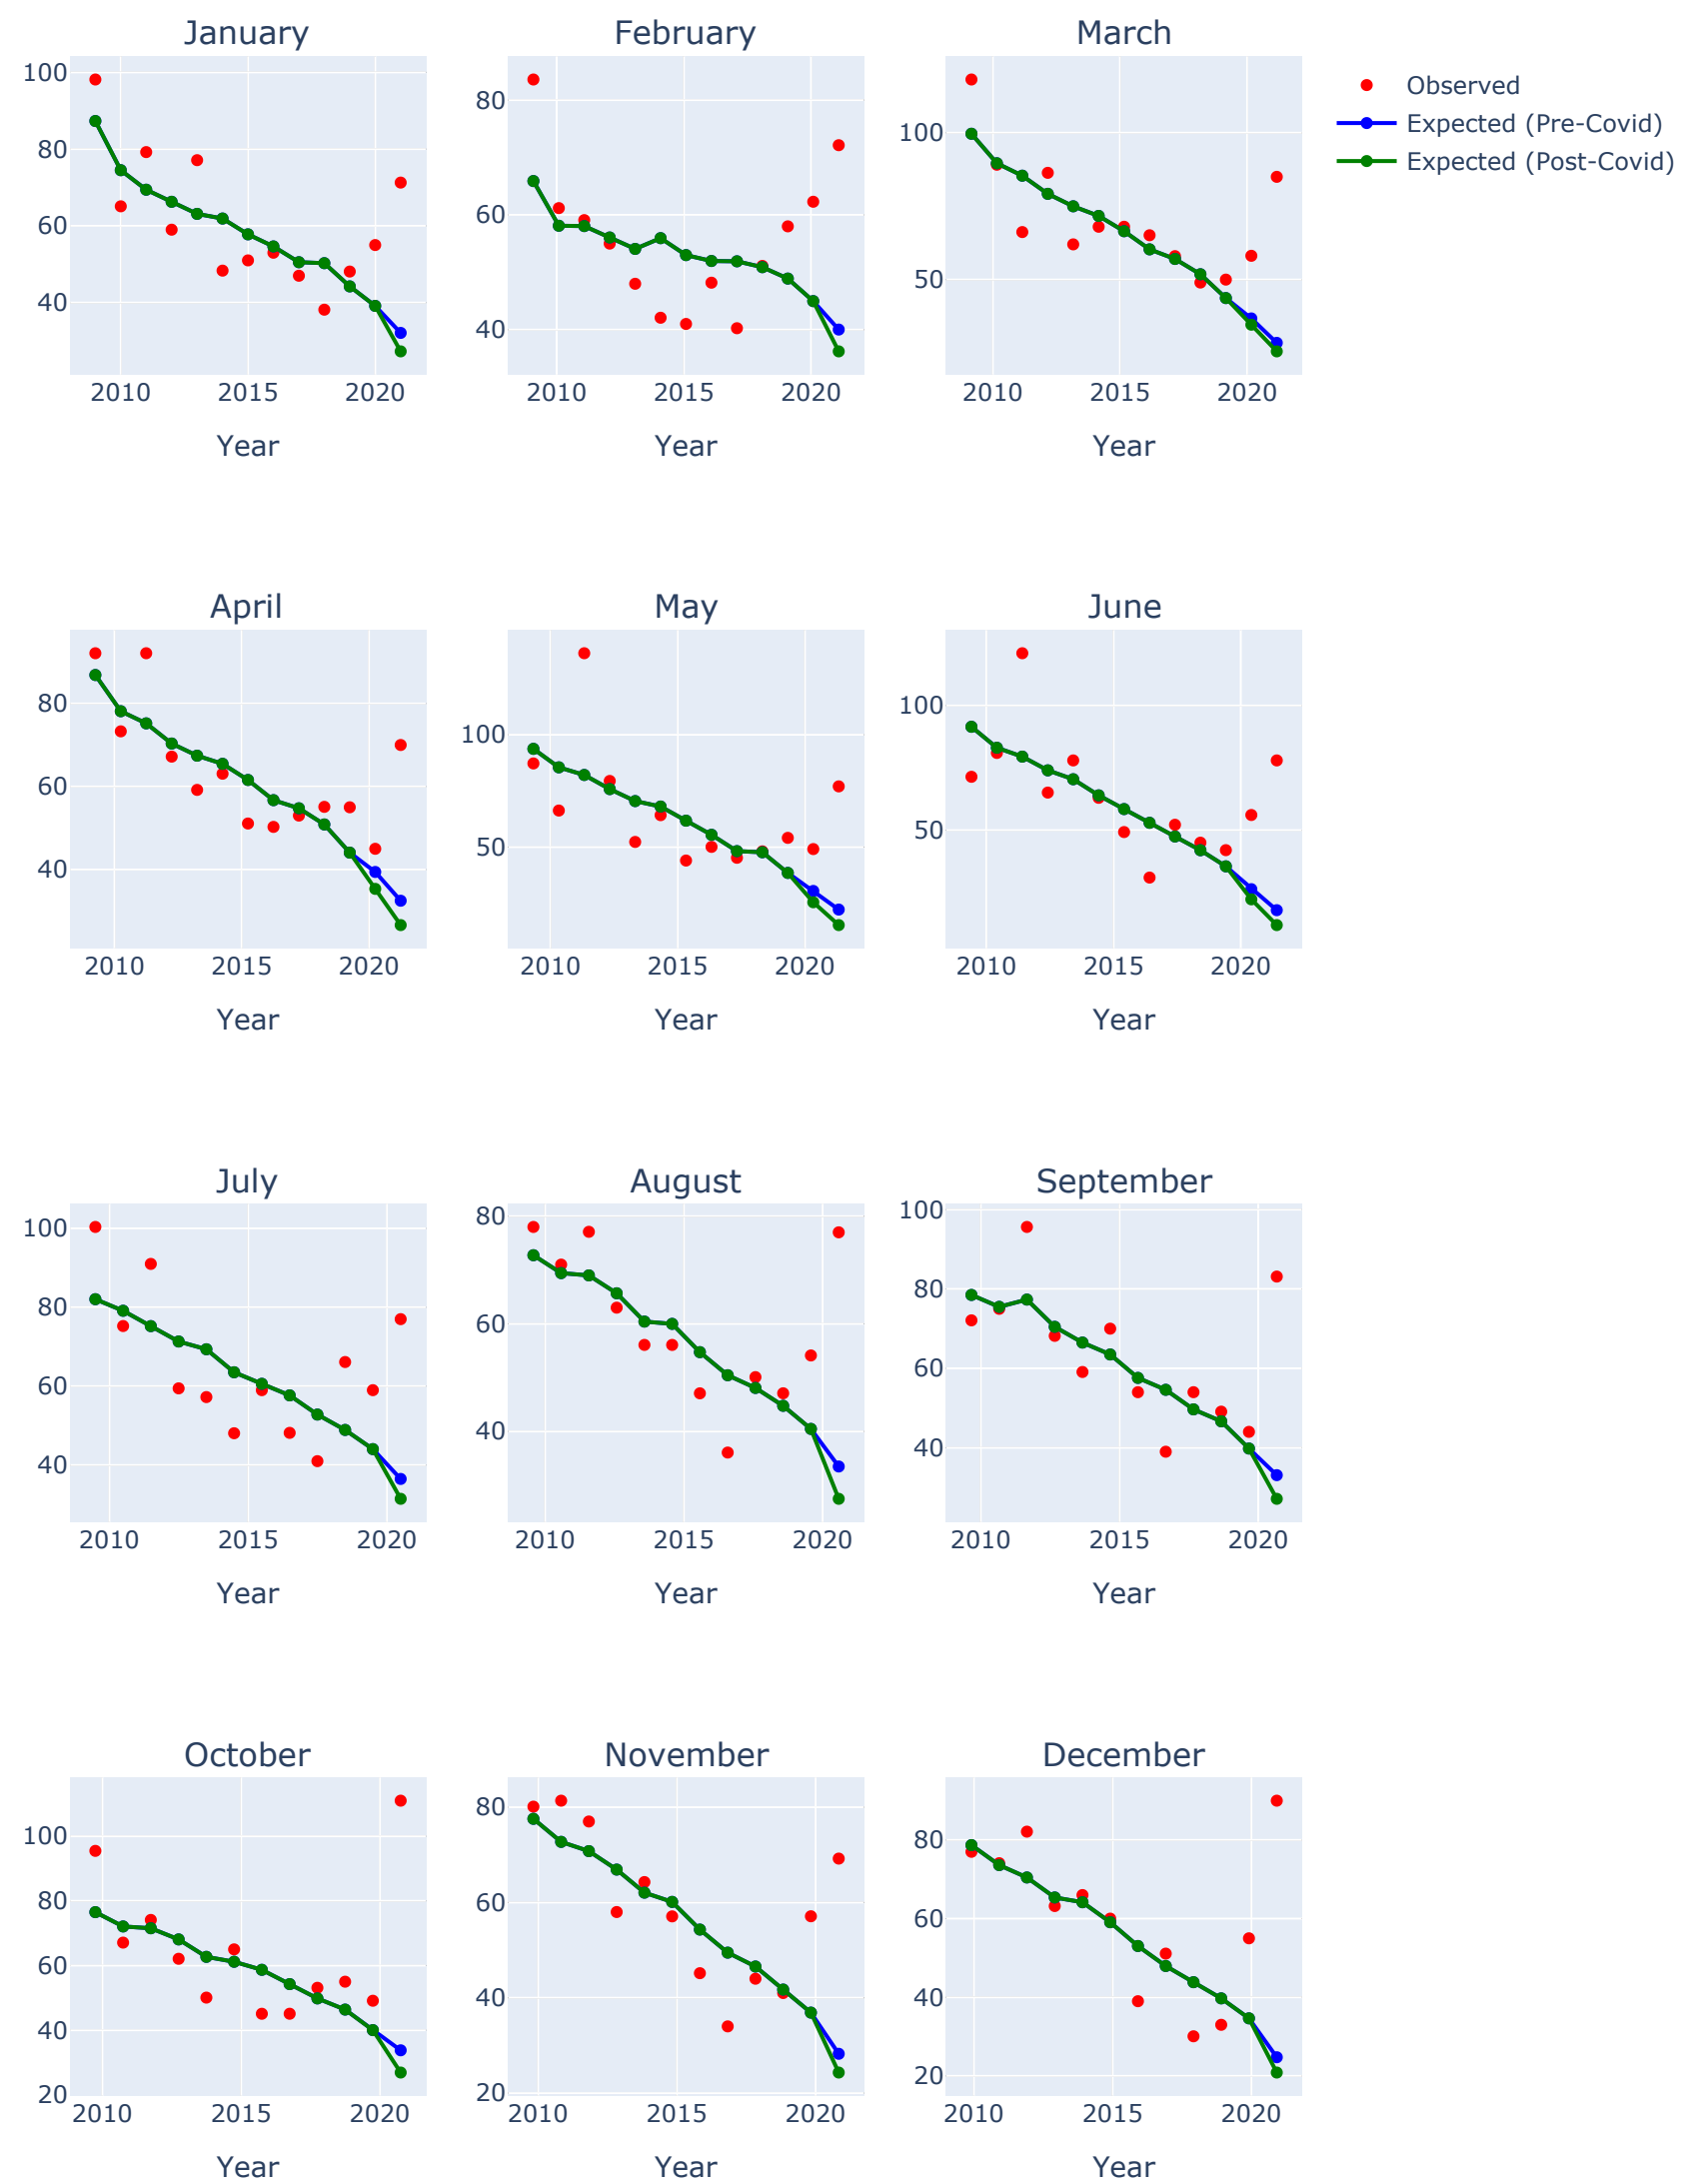 January
February
March
100
80
60
40
2010
2015
2020
Year
80
60
40
2010
2015
2020
Year
100
50
2010
2015
2020
Year
Observed
Expected (Pre-Covid)
Expected (Post-Covid)
April
May
June
80
60
40
2010
2015
2020
Year
100
50
2010
2015
2020
Year
100
50
2010
2015
2020
Year
July
August
September
100
80
60
40
2010
2015
2020
Year
80
60
40
2010
2015
2020
Year
100
80
60
40
2010
2015
2020
Year
October
November
December
100
80
60
40
20
2010
2015
2020
Year
80
60
40
20
2010
2015
2020
Year
80
60
40
20
2010
2015
2020
Year